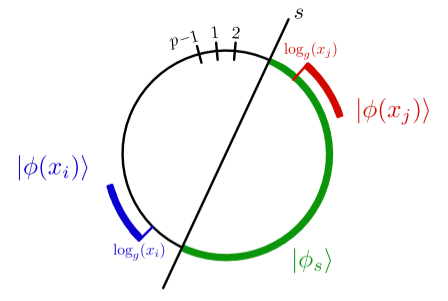 s
p−1 1 2
log_g(x_j)
|ϕ(x_j)⟩
|ϕ(x_i)⟩
log_g(x_i)
|ϕ_s⟩